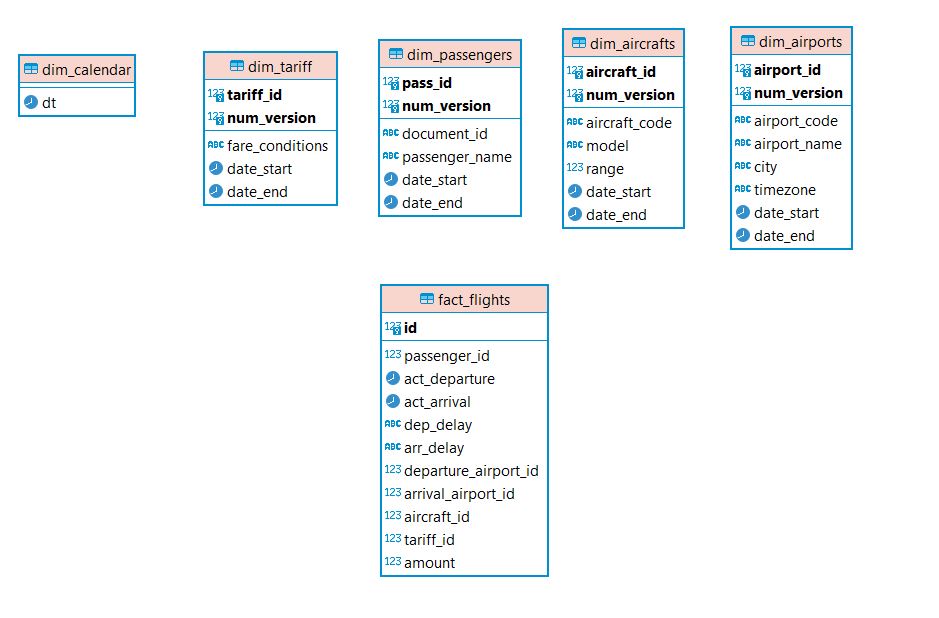 dim_calendar
dt
dim_tariff
123 tariff_id
123 num_version
ABC fare_conditions
date_start
date_end
dim_passengers
123 pass_id
123 num_version
ABC document_id
ABC passenger_name
date_start
date_end
dim_aircrafts
123 aircraft_id
123 num_version
ABC aircraft_code
ABC model
123 range
date_start
date_end
dim_airports
123 airport_id
123 num_version
ABC airport_code
ABC airport_name
ABC city
ABC timezone
date_start
date_end
fact_flights
123 id
123 passenger_id
act_departure
act_arrival
ABC dep_delay
ABC arr_delay
123 departure_airport_id
123 arrival_airport_id
123 aircraft_id
123 tariff_id
123 amount